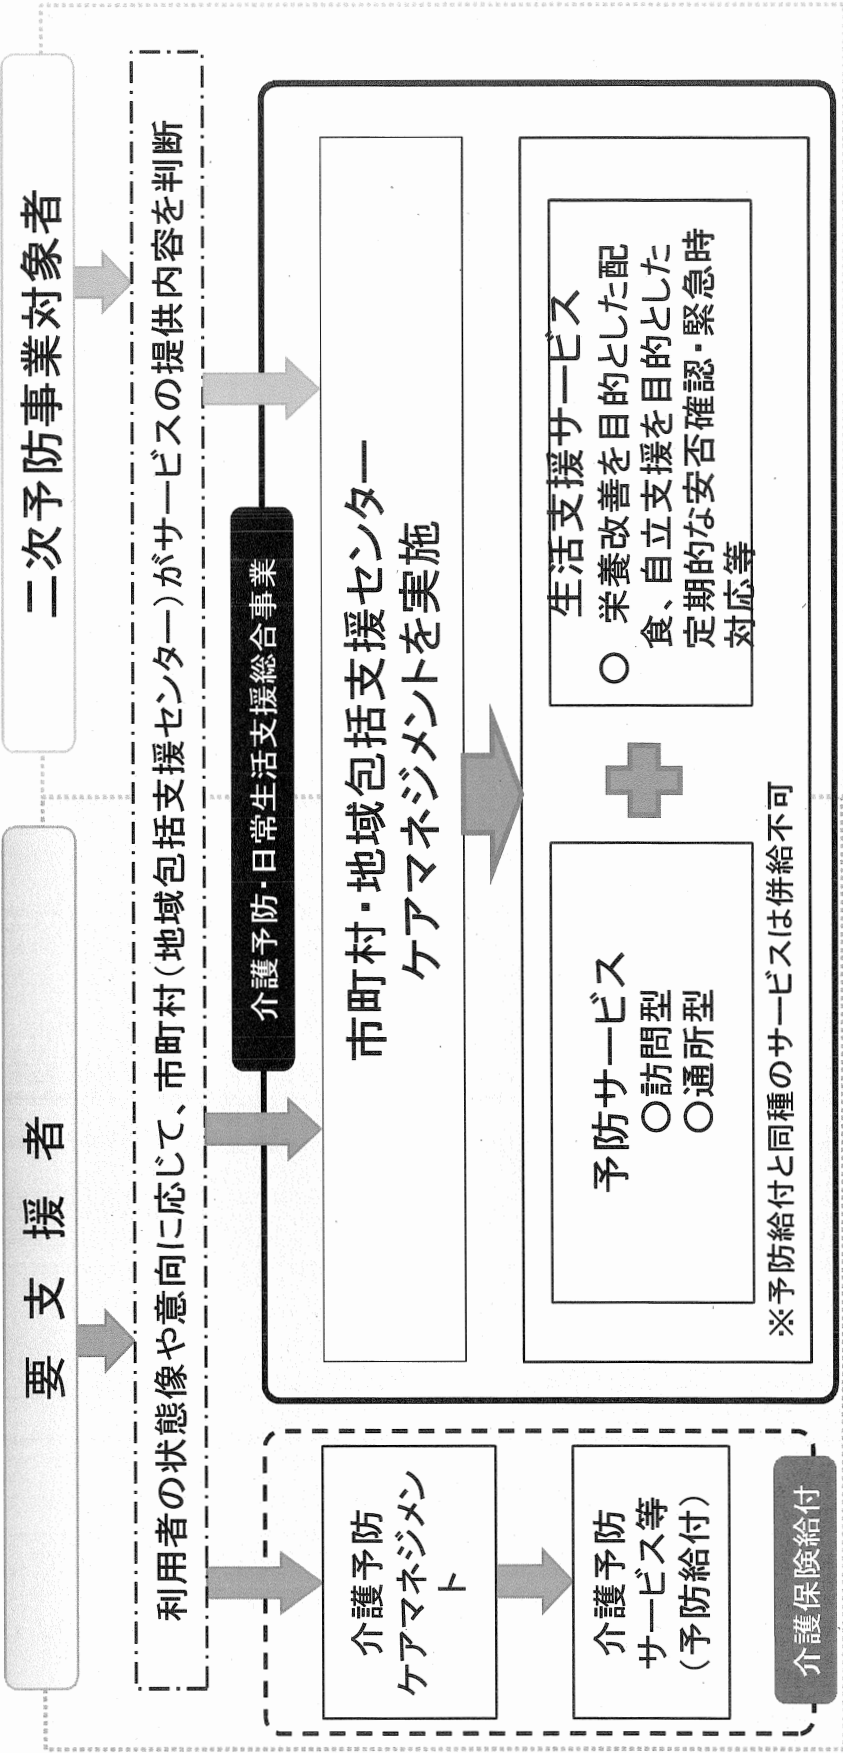 要支援者
二次予防事業対象者
利用者の状態像や意向に応じて、市町村(地域包括支援センター)がサービスの提供内容を判断
介護予防
ケアマネジメン
ト
介護予防
サービス等
(予防給付)
介護保険給付
介護予防・日常生活支援総合事業
市町村・地域包括支援センター
ケアマネジメントを実施
予防サービス
○訪問型
○通所型
生活支援サービス
○ 栄養改善を目的とした配
食、自立支援を目的とした
定期的な安否確認・緊急時
対応等
※予防給付と同種のサービスは併給不可